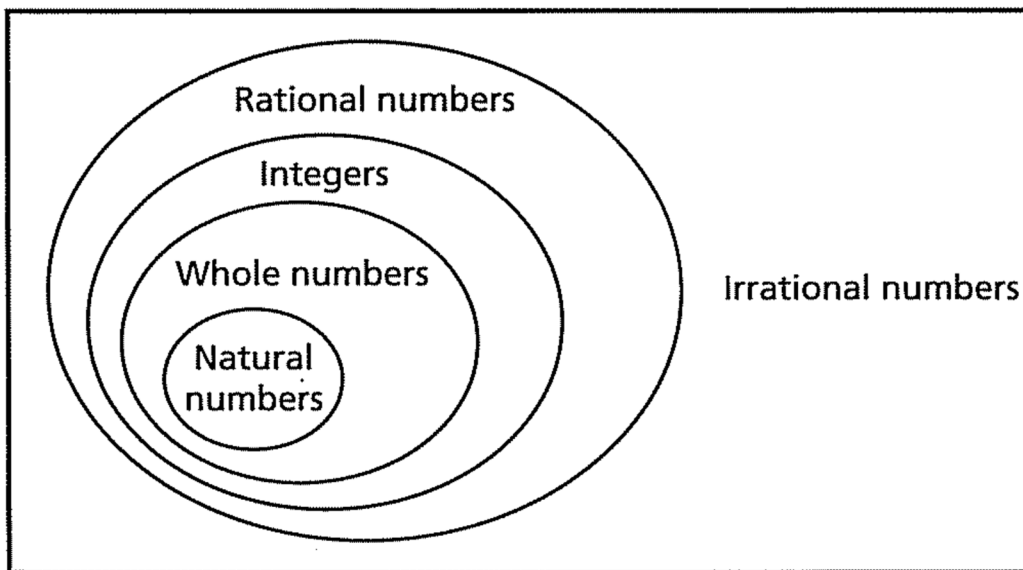 Rational numbers
Integers
Whole numbers
Natural
numbers
Irrational numbers